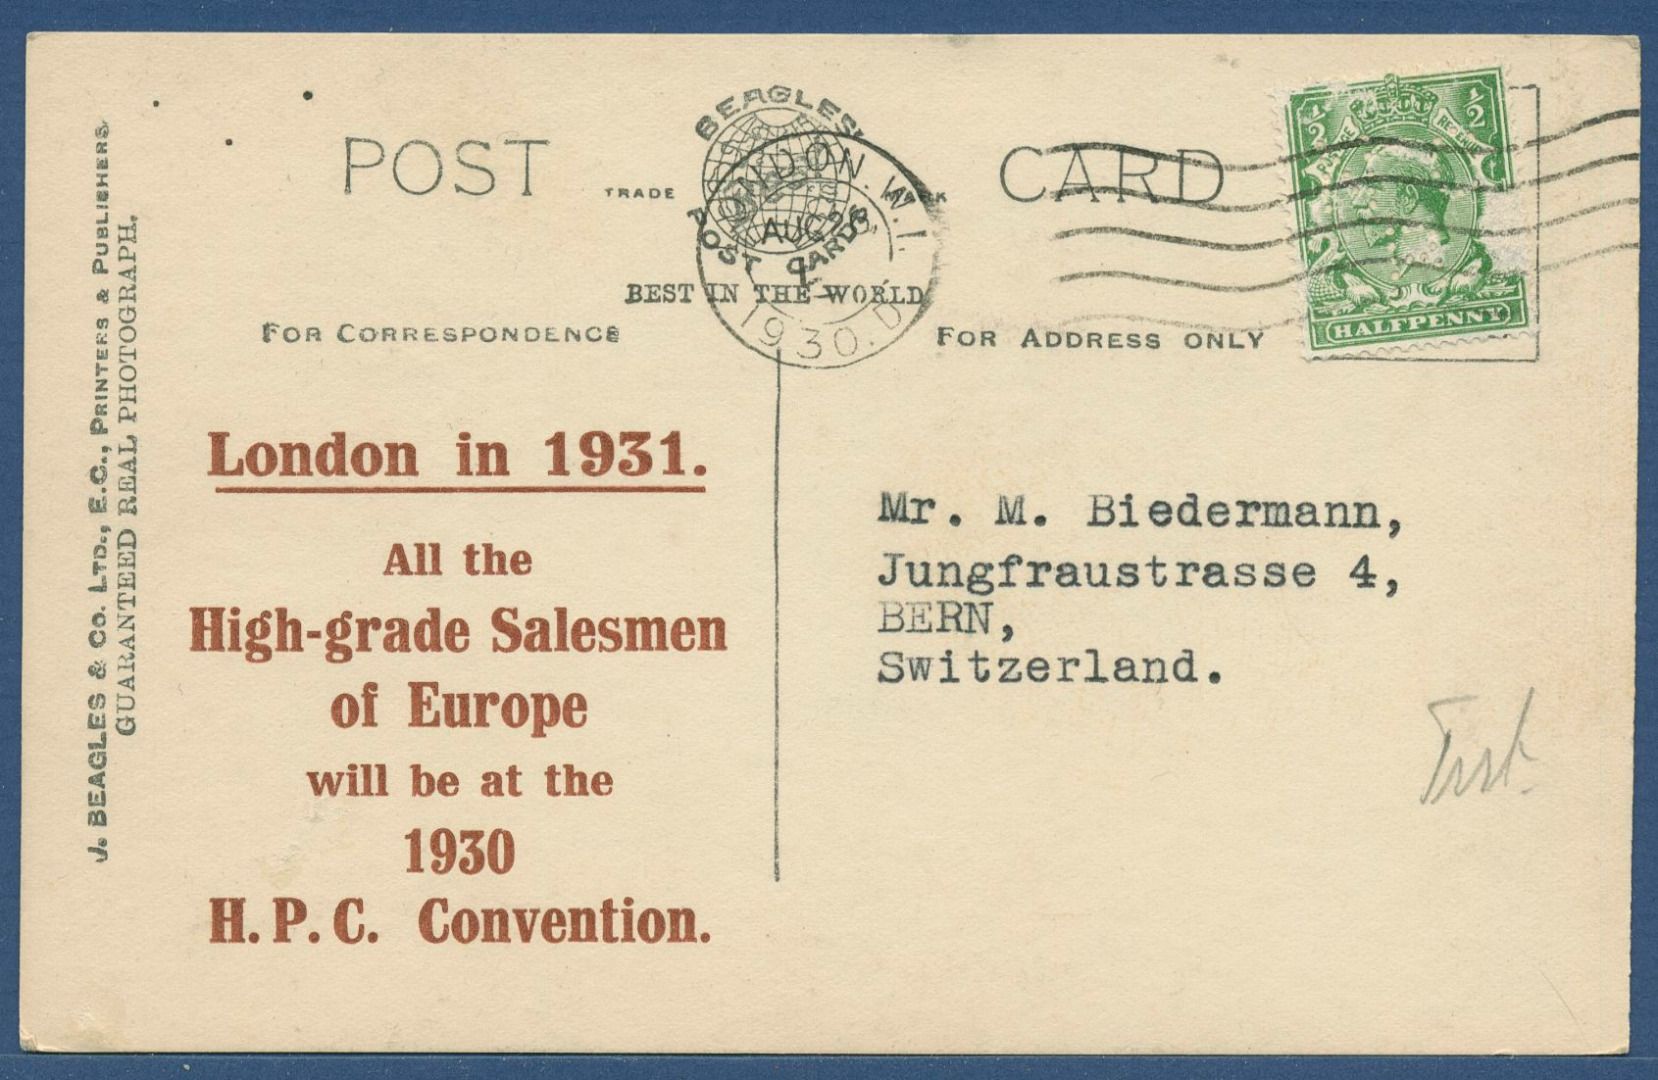 POST CARD
BEAGLES'
TRADE
POST CARDS
BEST IN THE WORLD
LONDON. W.1.
AUG 28
1930. D
POSTAGE REVENUE
1/2 1/2
HALFPENNY
FOR CORRESPONDENCE
FOR ADDRESS ONLY
J. BEAGLES & CO. LTD., E.C., PRINTERS & PUBLISHERS.
GUARANTEED REAL PHOTOGRAPH.
London in 1931.
All the
High-grade Salesmen
of Europe
will be at the
1930
H. P. C. Convention.
Mr. M. Biedermann,
Jungfraustrasse 4,
BERN,
Switzerland.